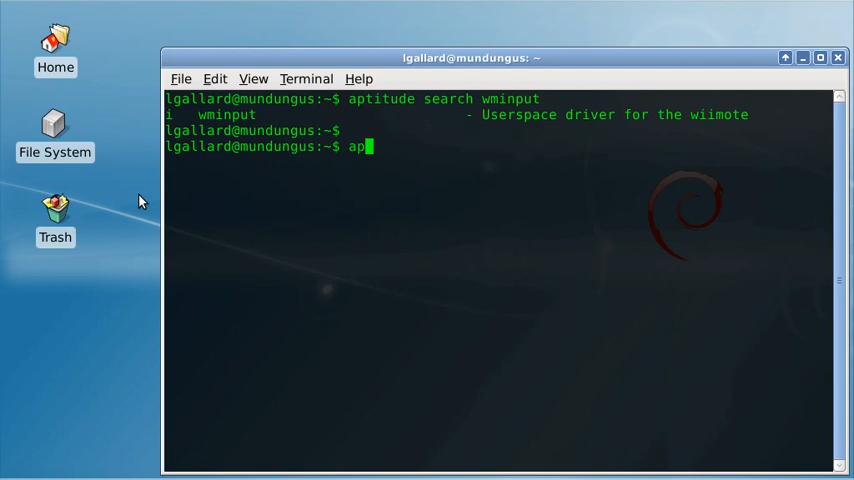 Home
File System
Trash
lgallard@mundungus: ~
File Edit View Terminal Help
lgallard@mundungus:~$ aptitude search wminput
i   wminput                         - Userspace driver for the wiimote
lgallard@mundungus:~$
lgallard@mundungus:~$ ap